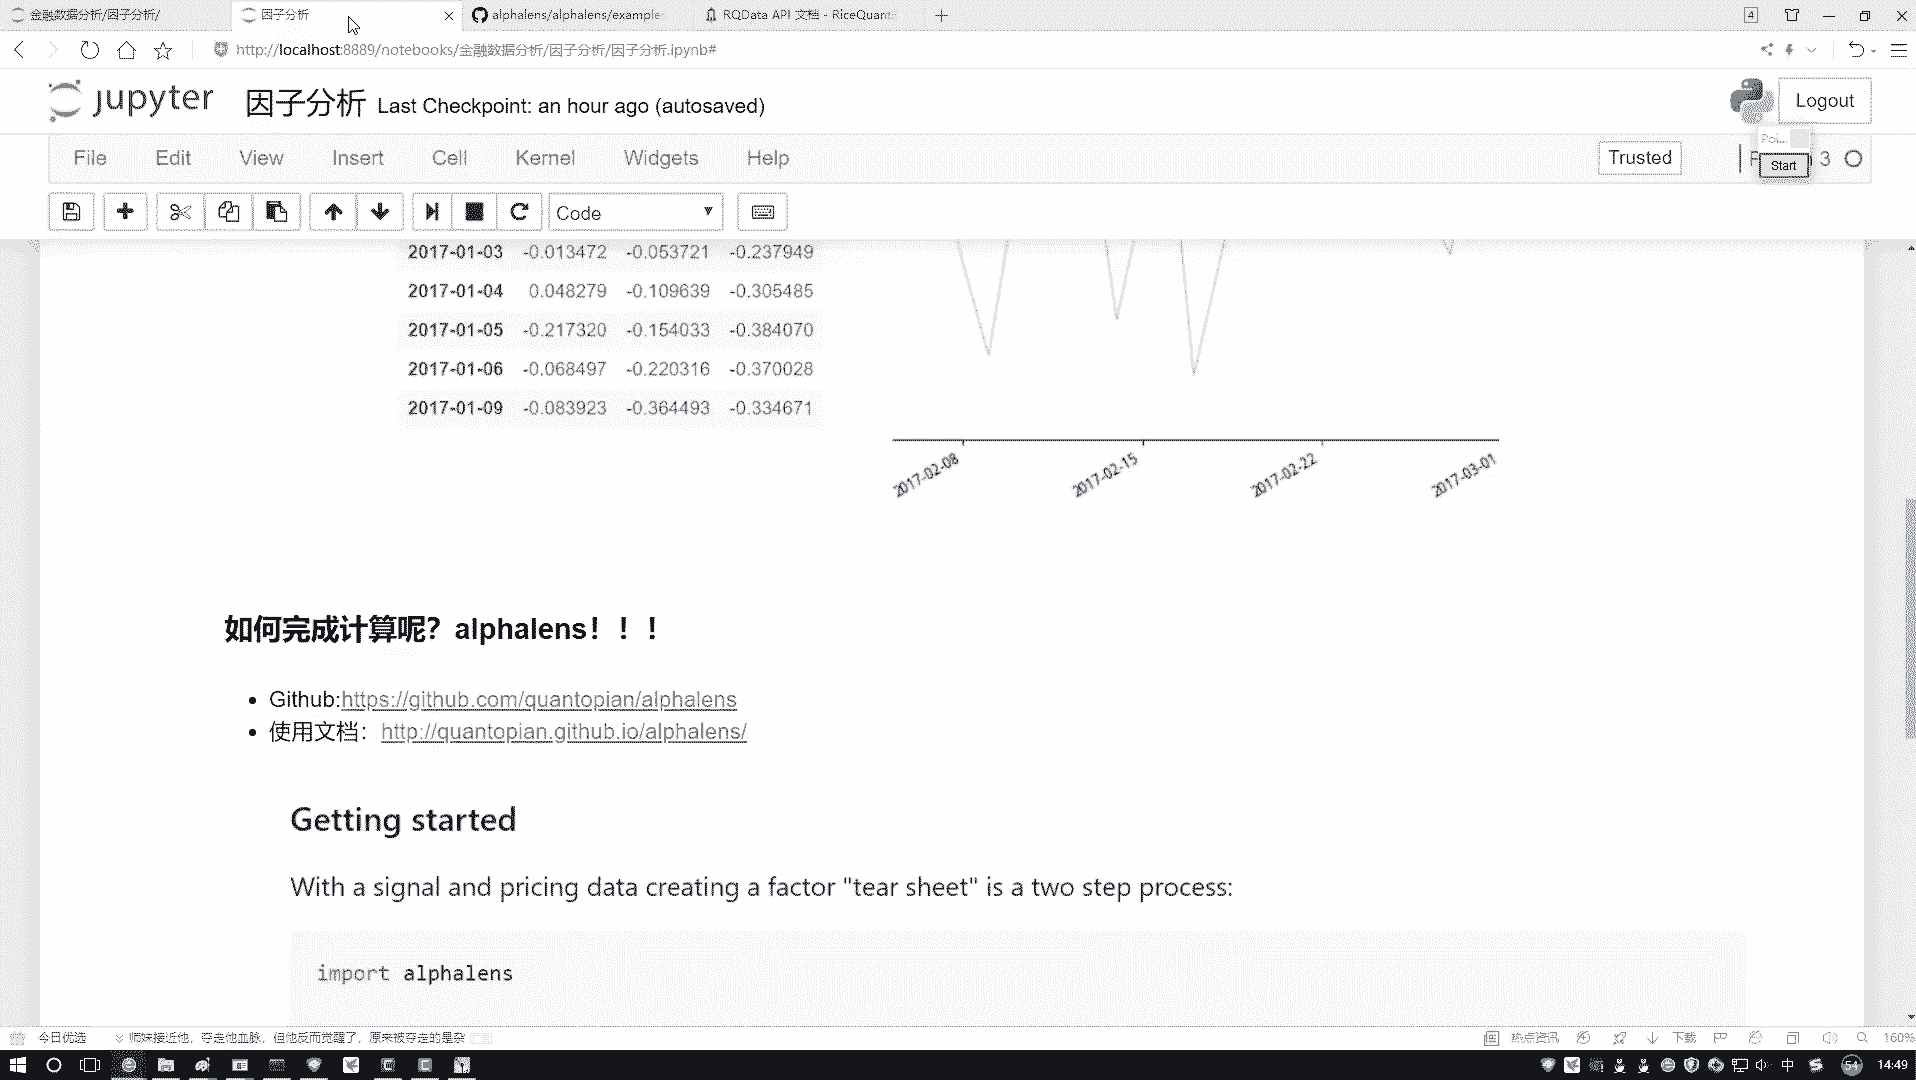 金融数据分析/因子分析/
因子分析
alphalens/alphalens/example
RQData API 文档 - RiceQuant
4
http://localhost:8889/notebooks/金融数据分析/因子分析/因子分析.ipynb#
jupyter 因子分析 Last Checkpoint: an hour ago (autosaved)
Logout
File Edit View Insert Cell Kernel Widgets Help
Trusted
3
Start
Code
2017-01-03 -0.013472 -0.053721 -0.237949
2017-01-04 0.048279 -0.109639 -0.305485
2017-01-05 -0.217320 -0.154033 -0.384070
2017-01-06 -0.068497 -0.220316 -0.370028
2017-01-09 -0.083923 -0.364493 -0.334671
2017-02-08 2017-02-15 2017-02-22 2017-03-01
如何完成计算呢？alphalens！！！
Github:https://github.com/quantopian/alphalens
使用文档：http://quantopian.github.io/alphalens/
Getting started
With a signal and pricing data creating a factor "tear sheet" is a two step process:
import alphalens
今日优选
师妹接近他，夺走他血脉，但他反而觉醒了，原来被夺走的是杂
热点资讯
下载
160%
中
54
14:49